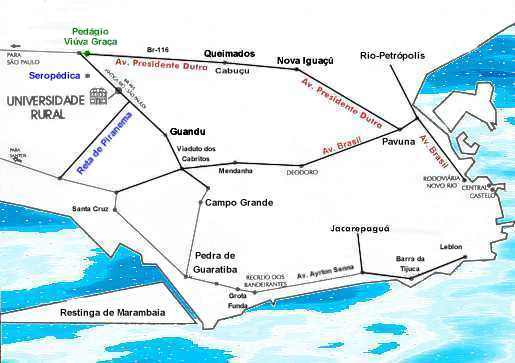 Pedágio
Viúva Graça
Br-116
PARA
SÃO PAULO
Av. Presidente Dutra
Queimados
Cabuçu
Nova Iguaçú
Rio-Petrópolis
Seropédica
UNIVERSIDADE
RURAL
Av. Presidente Dutra
Reta de Piranema
Guandu
Viaduto dos
Cabritos
Av. Brasil
Pavuna
Av. Brasil
PARA
SANTOS
Mendanha
DEODORO
RODOVIÁRIA
NOVO RIO
CENTRAL
CASTELO
Santa Cruz
Campo Grande
Jacarepaguá
Pedra de
Guaratiba
RECREIO DOS
BANDEIRANTES
Av. Ayrton Senna
Barra da
Tijuca
Leblon
Grota
Funda
Restinga de Marambaia